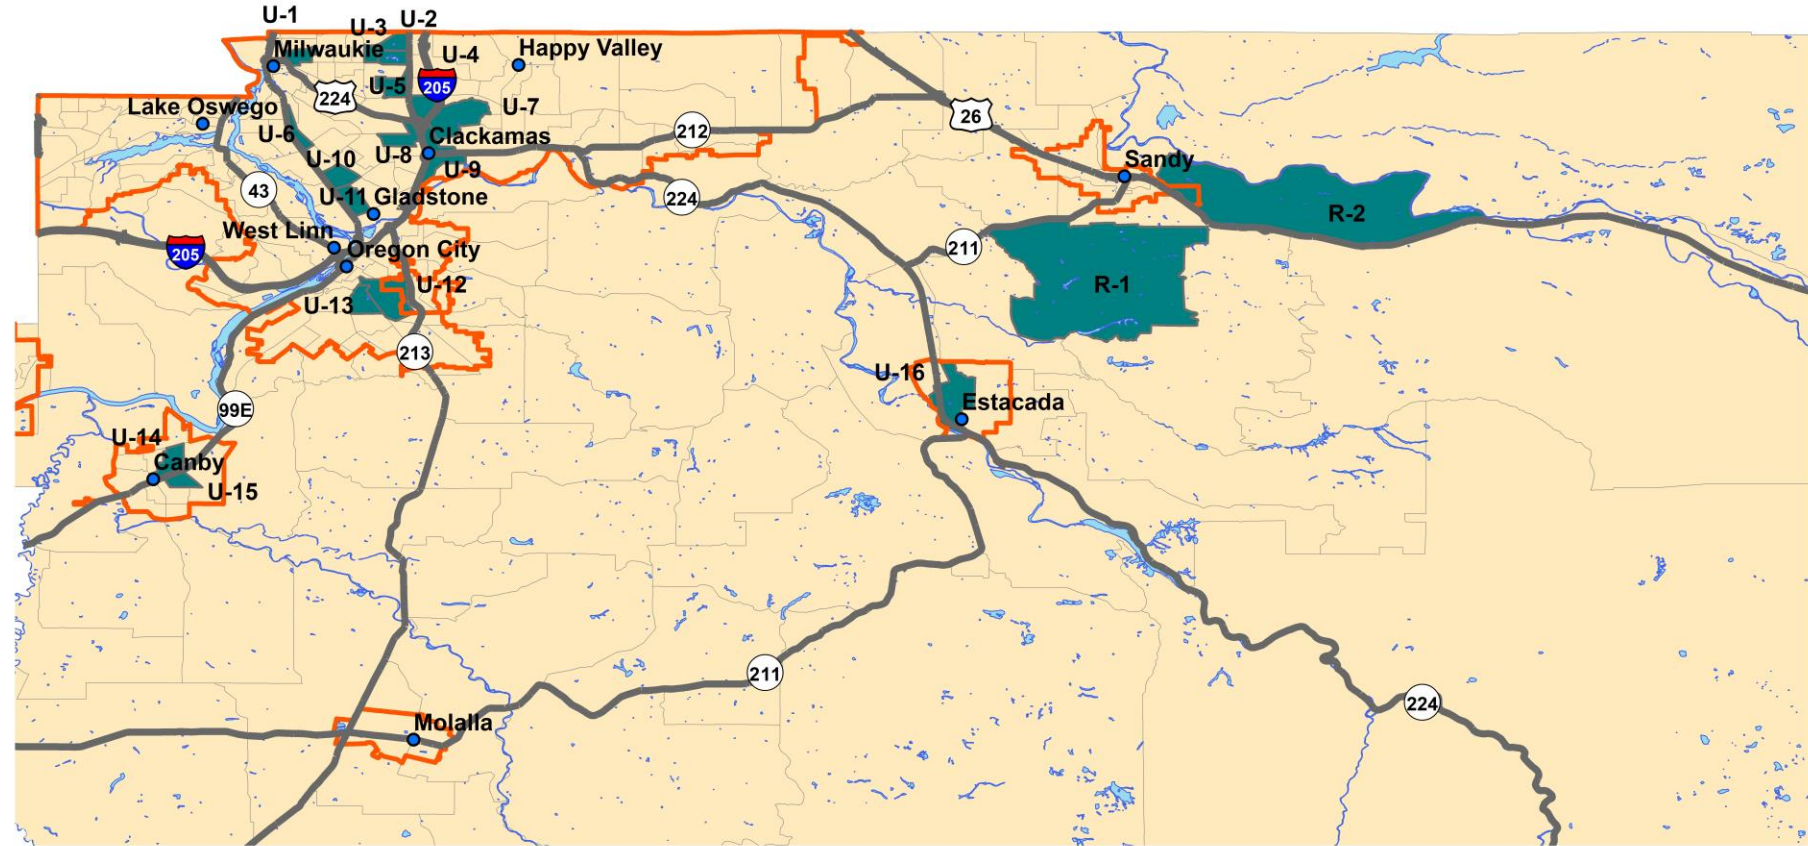 U-1
U-3
U-2
Milwaukie
U-4
Happy Valley
U-5
205
224
U-7
Lake Oswego
26
212
U-6
Clackamas
U-10
U-8
Sandy
U-9
43
U-11
Gladstone
224
R-2
West Linn
Oregon City
211
205
U-12
R-1
U-13
213
U-16
Estacada
99E
U-14
Canby
U-15
211
224
Molalla